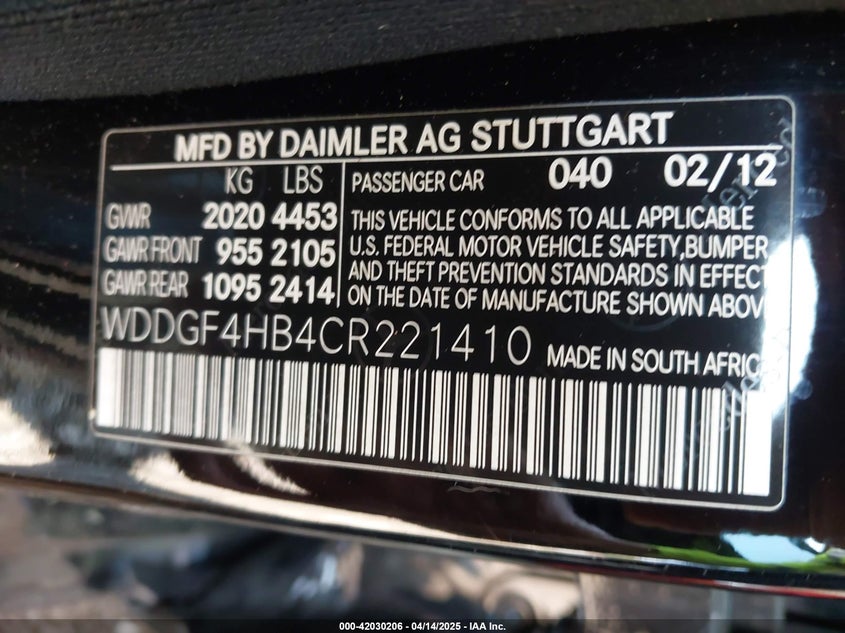 MFD BY DAIMLER AG STUTTGART
KG LBS
GVWR 2020 4453
GAWR FRONT 955 2105
GAWR REAR 1095 2414
PASSENGER CAR 040 02/12
THIS VEHICLE CONFORMS TO ALL APPLICABLE
U.S. FEDERAL MOTOR VEHICLE SAFETY,BUMPER
AND THEFT PREVENTION STANDARDS IN EFFECT
ON THE DATE OF MANUFACTURE SHOWN ABOV
WDDGF4HB4CR221410 MADE IN SOUTH AFRIC
000-42030206 - 04/14/2025 - IAA Inc.